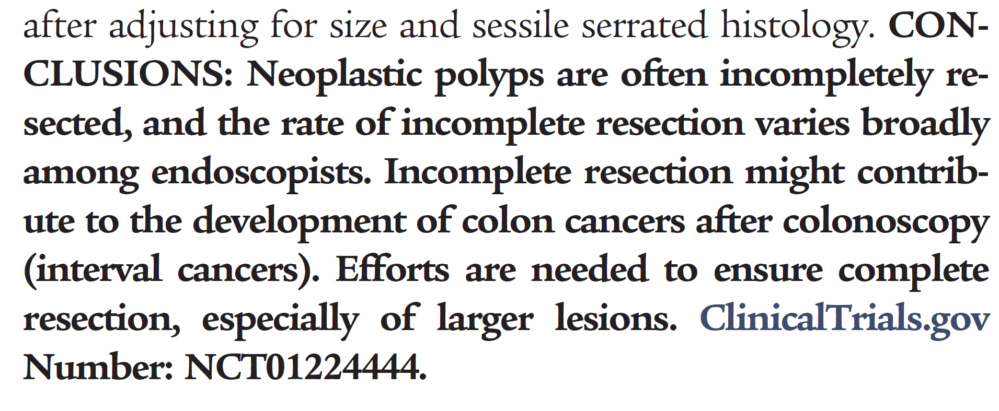 after adjusting for size and sessile serrated histology. CON-
CLUSIONS: Neoplastic polyps are often incompletely re-
sected, and the rate of incomplete resection varies broadly
among endoscopists. Incomplete resection might contrib-
ute to the development of colon cancers after colonoscopy
(interval cancers). Efforts are needed to ensure complete
resection, especially of larger lesions. ClinicalTrials.gov
Number: NCT01224444.